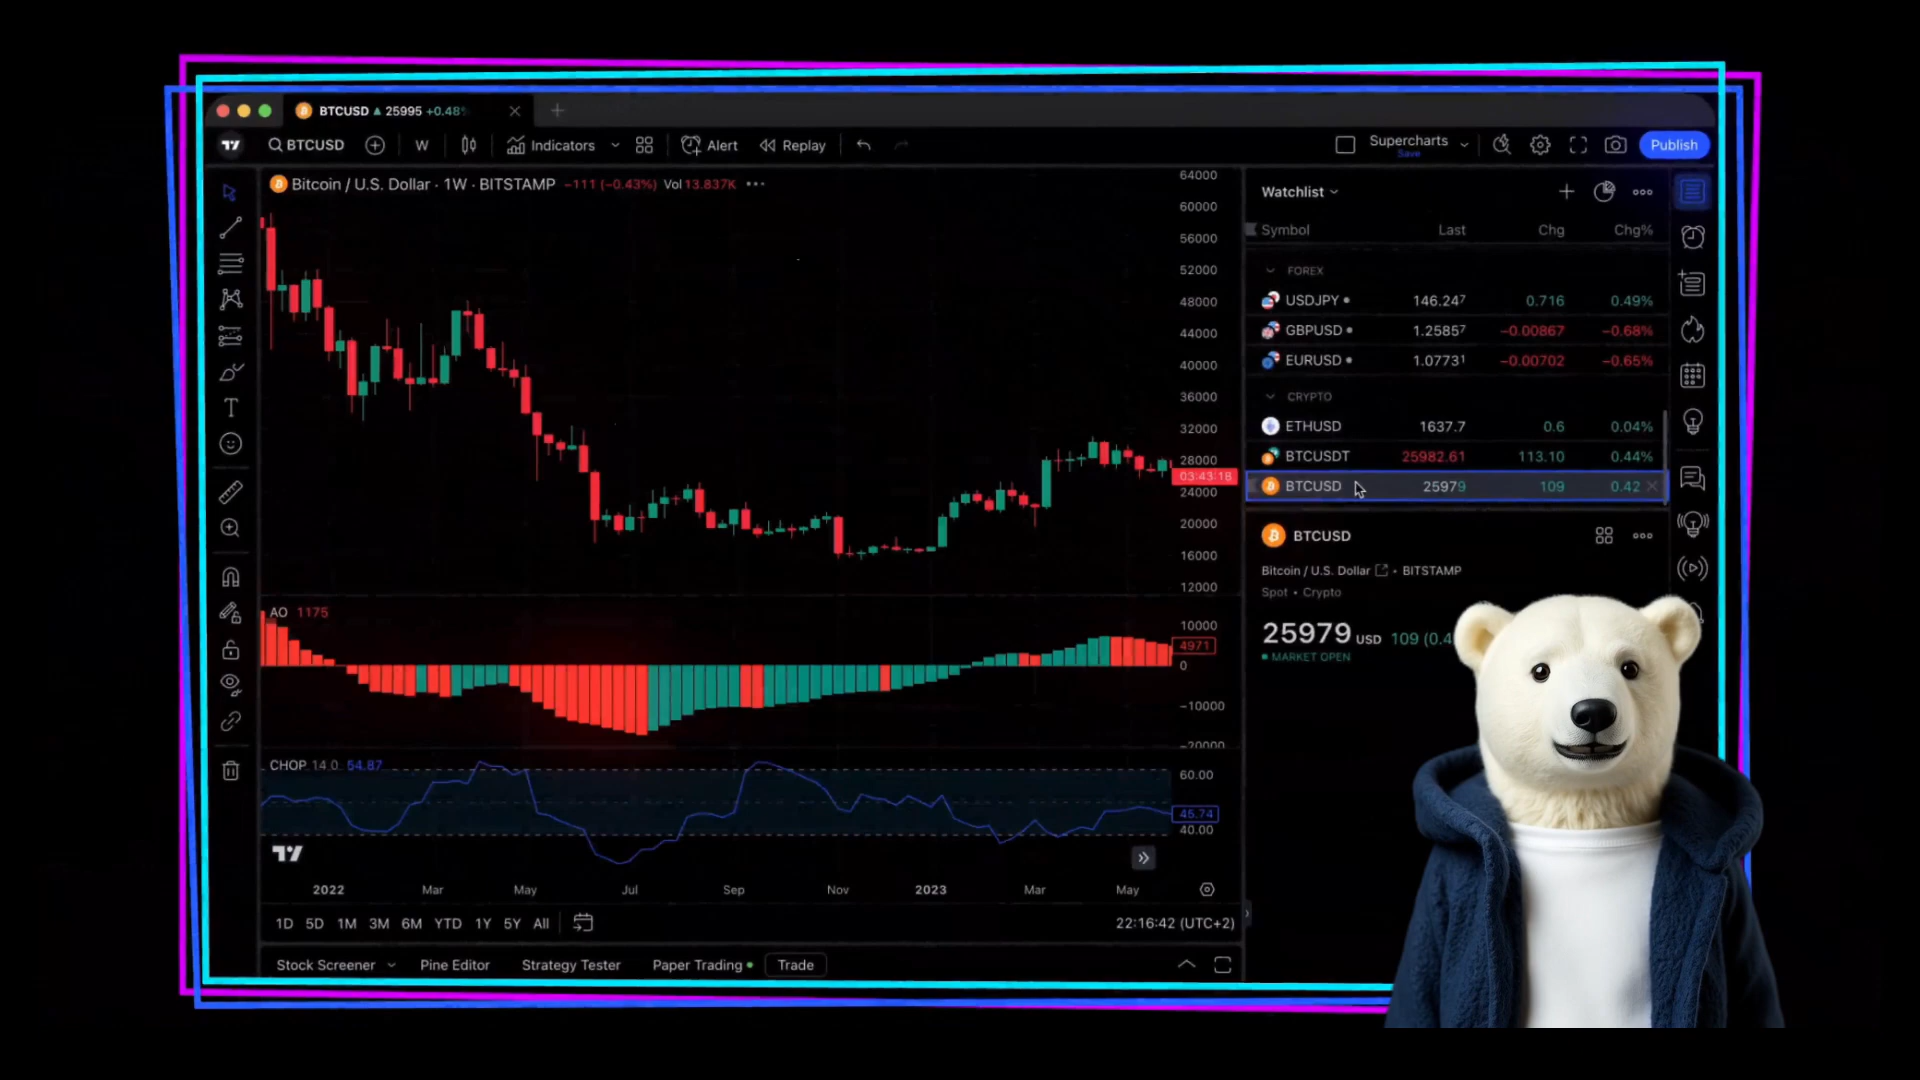 BTCUSD ▲ 25995 +0.48%
BTCUSD
W
Indicators
Alert
Replay
Supercharts
Save
Publish
Bitcoin / U.S. Dollar · 1W · BITSTAMP −111 (−0.43%) Vol 13.837K
64000
60000
56000
52000
48000
44000
40000
36000
32000
28000
03:43:18
24000
20000
16000
12000
AO 1175
10000
4971
0
−10000
−20000
CHOP 14 0 54.87
60.00
45.74
40.00
2022 Mar May Jul Sep Nov 2023 Mar May
1D 5D 1M 3M 6M YTD 1Y 5Y All
22:16:42 (UTC+2)
Stock Screener Pine Editor Strategy Tester Paper Trading Trade
Watchlist
Symbol Last Chg Chg%
FOREX
USDJPY 146.247 0.716 0.49%
GBPUSD 1.25857 −0.00867 −0.68%
EURUSD 1.07731 −0.00702 −0.65%
CRYPTO
ETHUSD 1637.7 0.6 0.04%
BTCUSDT 25982.61 113.10 0.44%
BTCUSD 25979 109 0.42
BTCUSD
Bitcoin / U.S. Dollar • BITSTAMP
Spot • Crypto
25979 USD 109 (0.4
MARKET OPEN